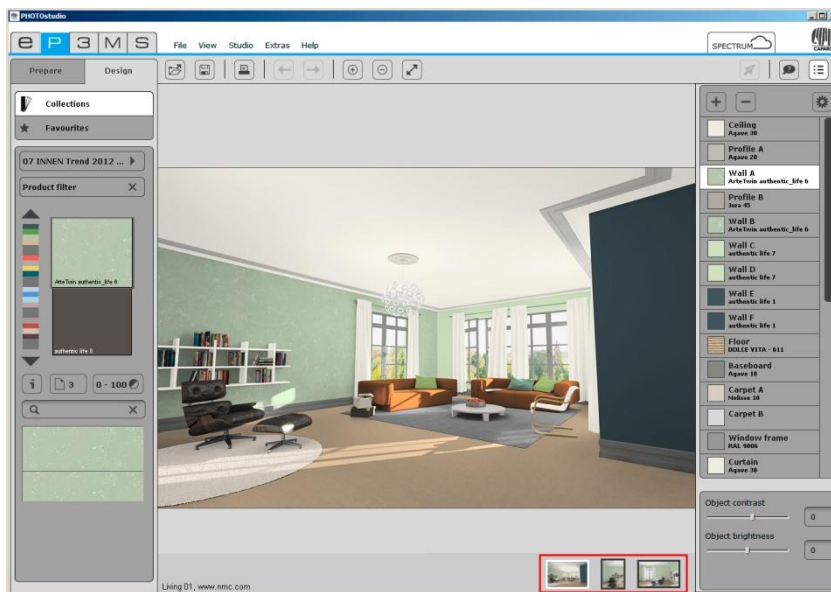 PHOTOstudio
e P 3 M S
File View Studio Extras Help
SPECTRUM
CAPAROL
Prepare Design
Collections
Favourites
07 INNEN Trend 2012 ...
Product filter X
ArteTwin authentic_life 6
authentic life 8
i 3 0 - 100
X
Ceiling
Agave 30
Profile A
Agave 20
Wall A
ArteTwin authentic_life 6
Profile B
Jura 45
Wall B
ArteTwin authentic_life 6
Wall C
authentic life 7
Wall D
authentic life 7
Wall E
authentic life 1
Wall F
authentic life 1
Floor
DOLCE VITA - 611
Baseboard
Agave 10
Carpet A
Melisse 10
Carpet B
Window frame
RAL 9006
Curtain
Agave 30
Object contrast
0
Object brightness
0
Living 01, www.nmc.com